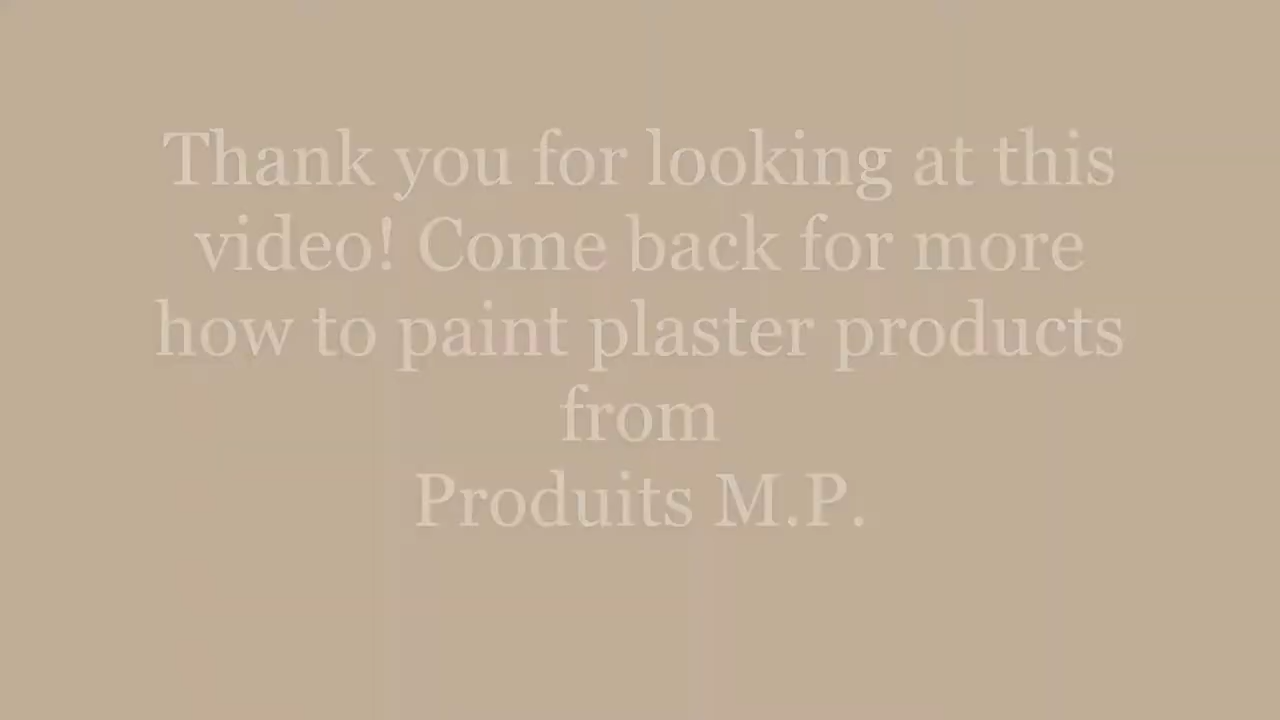 Thank you for looking at this
video! Come back for more
how to paint plaster products
from
Produits M.P.